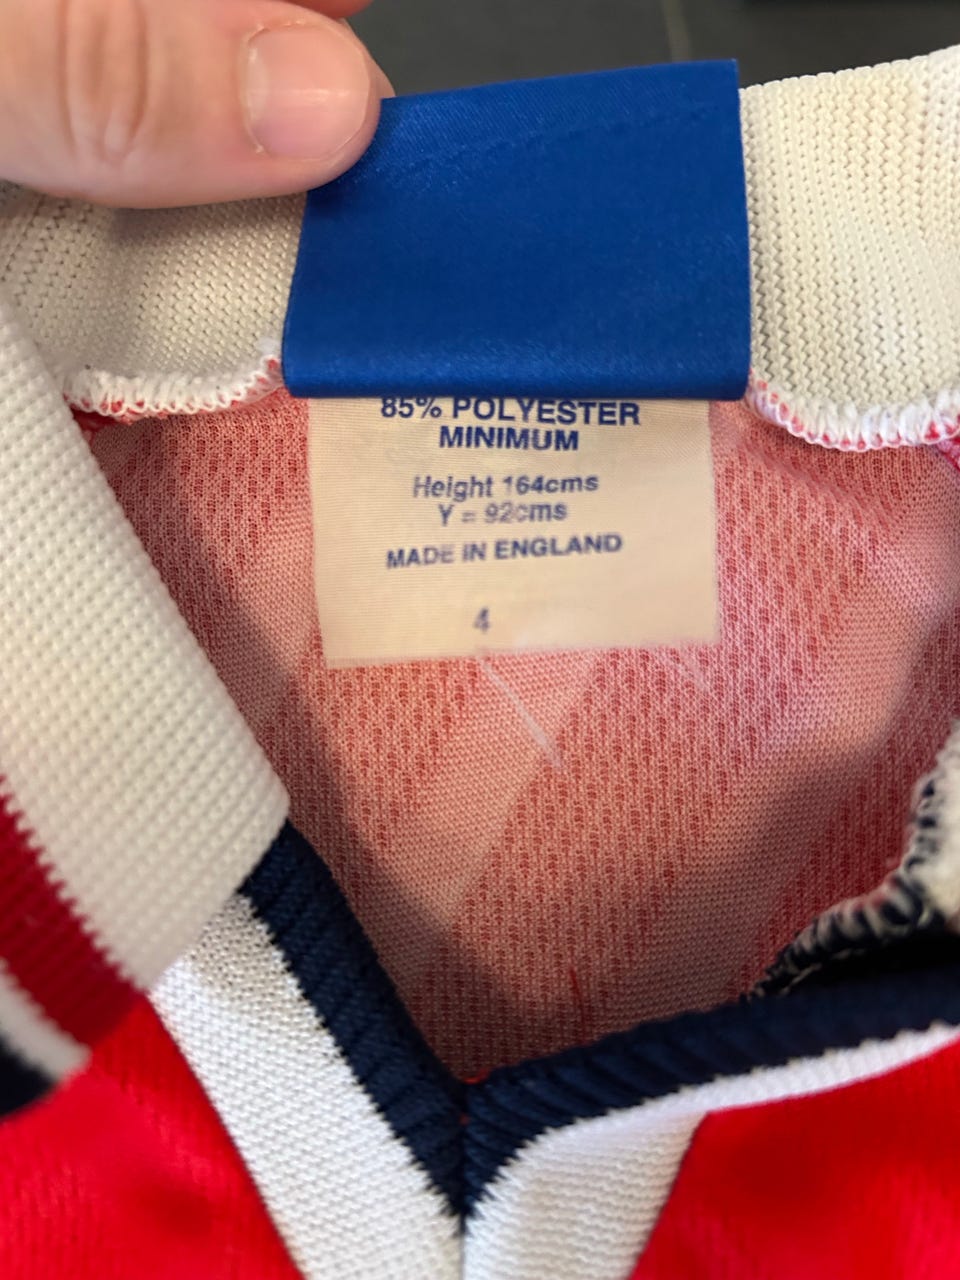 85% POLYESTER
MINIMUM
Height 164cms
Y = 92cms
MADE IN ENGLAND
4